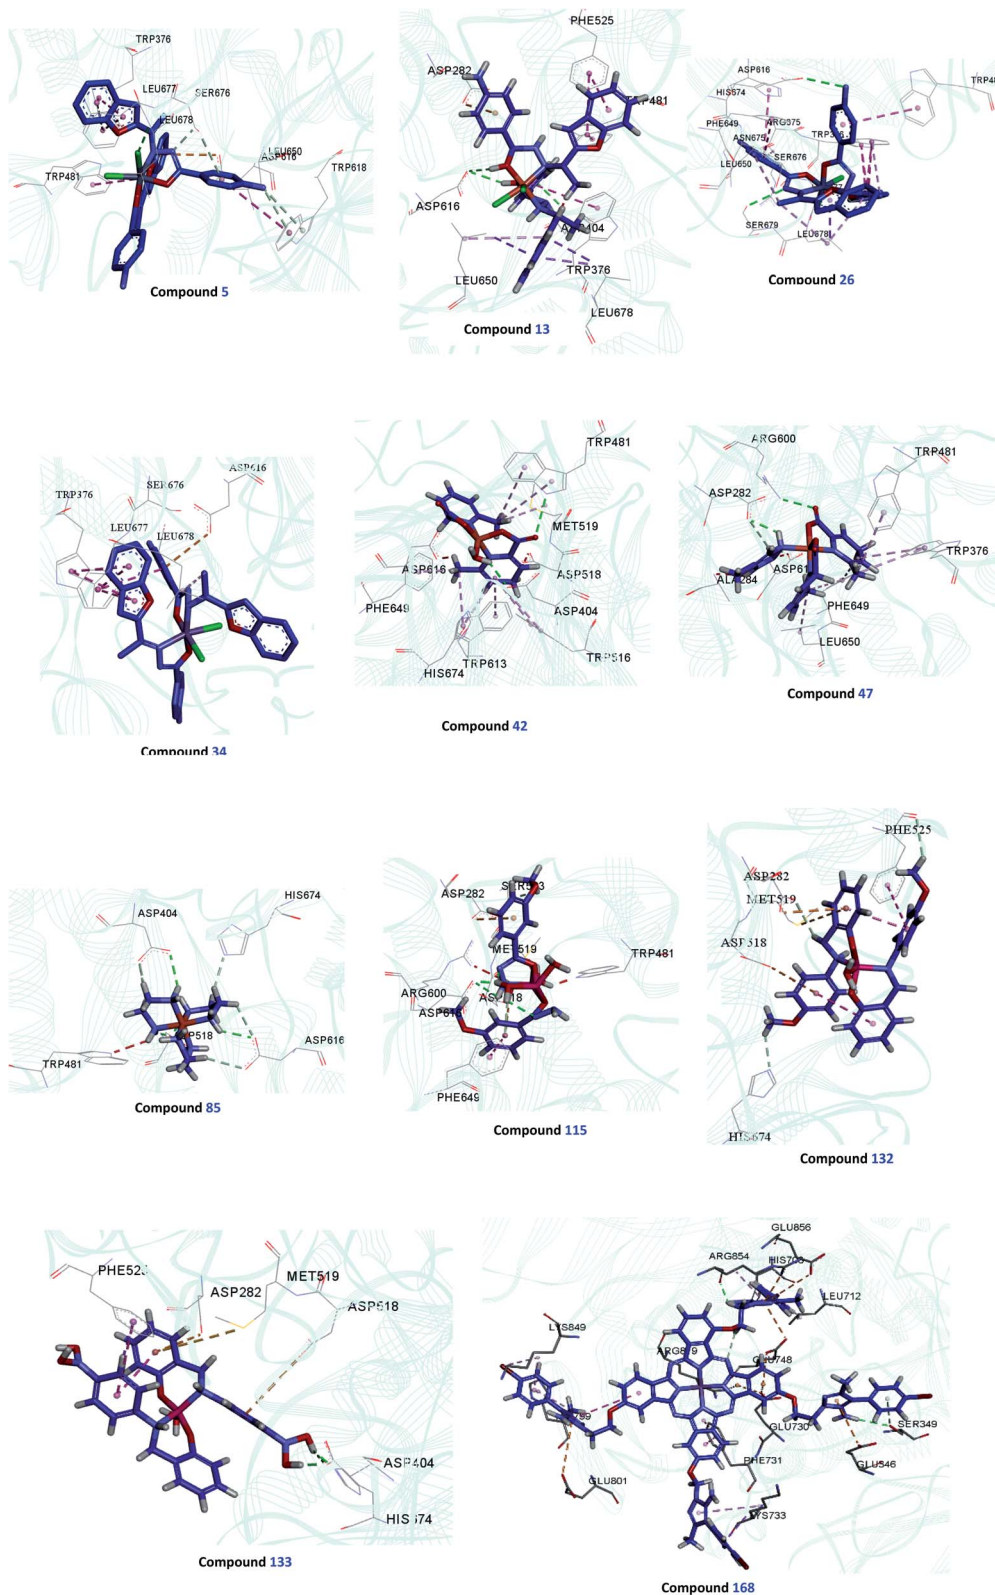 TRP376
LEU677
SER676
LEU678
LEU650
ASP616
TRP618
TRP481
Compound 5
PHE525
ASP282
ASP616
LEU650
TRP376
LEU678
Compound 13
ASP616
HIS674
PHE649
ARG375
ASN675
SER676
LEU650
SER679
LEU678
Compound 26
ASP616
SER676
TRP376
LEU677
LEU678
Compound 34
TRP481
MET519
ASP616
ASP518
PHE649
ASP404
HIS674
TRP613
TRP516
Compound 42
ARG600
TRP481
ASP282
TRP376
ALA284
PHE649
LEU650
Compound 47
ASP404
HIS674
TRP481
ASP616
Compound 85
ASP282
MET519
TRP481
ARG600
PHE649
Compound 115
PHE525
ASP282
MET519
HIS674
Compound 132
ASP282
MET519
ASP404
Compound 133
GLU856
ARG854
LEU712
LYS849
GLU748
GLU730
SER349
PHE731
GLU801
Compound 168